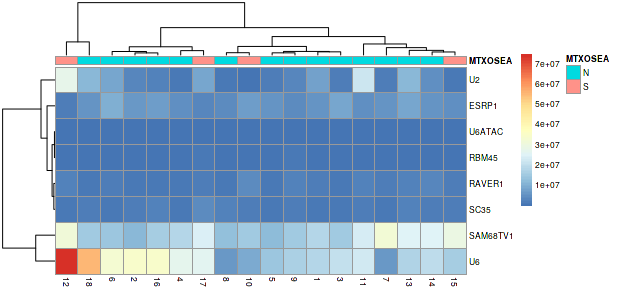 MTXOSEA
U2
ESRP1
U6ATAC
RBM45
RAVER1
SC35
SAM68TV1
U6
12 18 6 2 16 4 17 8 10 5 9 1 3 11 7 13 14 15
7e+07
6e+07
5e+07
4e+07
3e+07
2e+07
1e+07
MTXOSEA
N
S